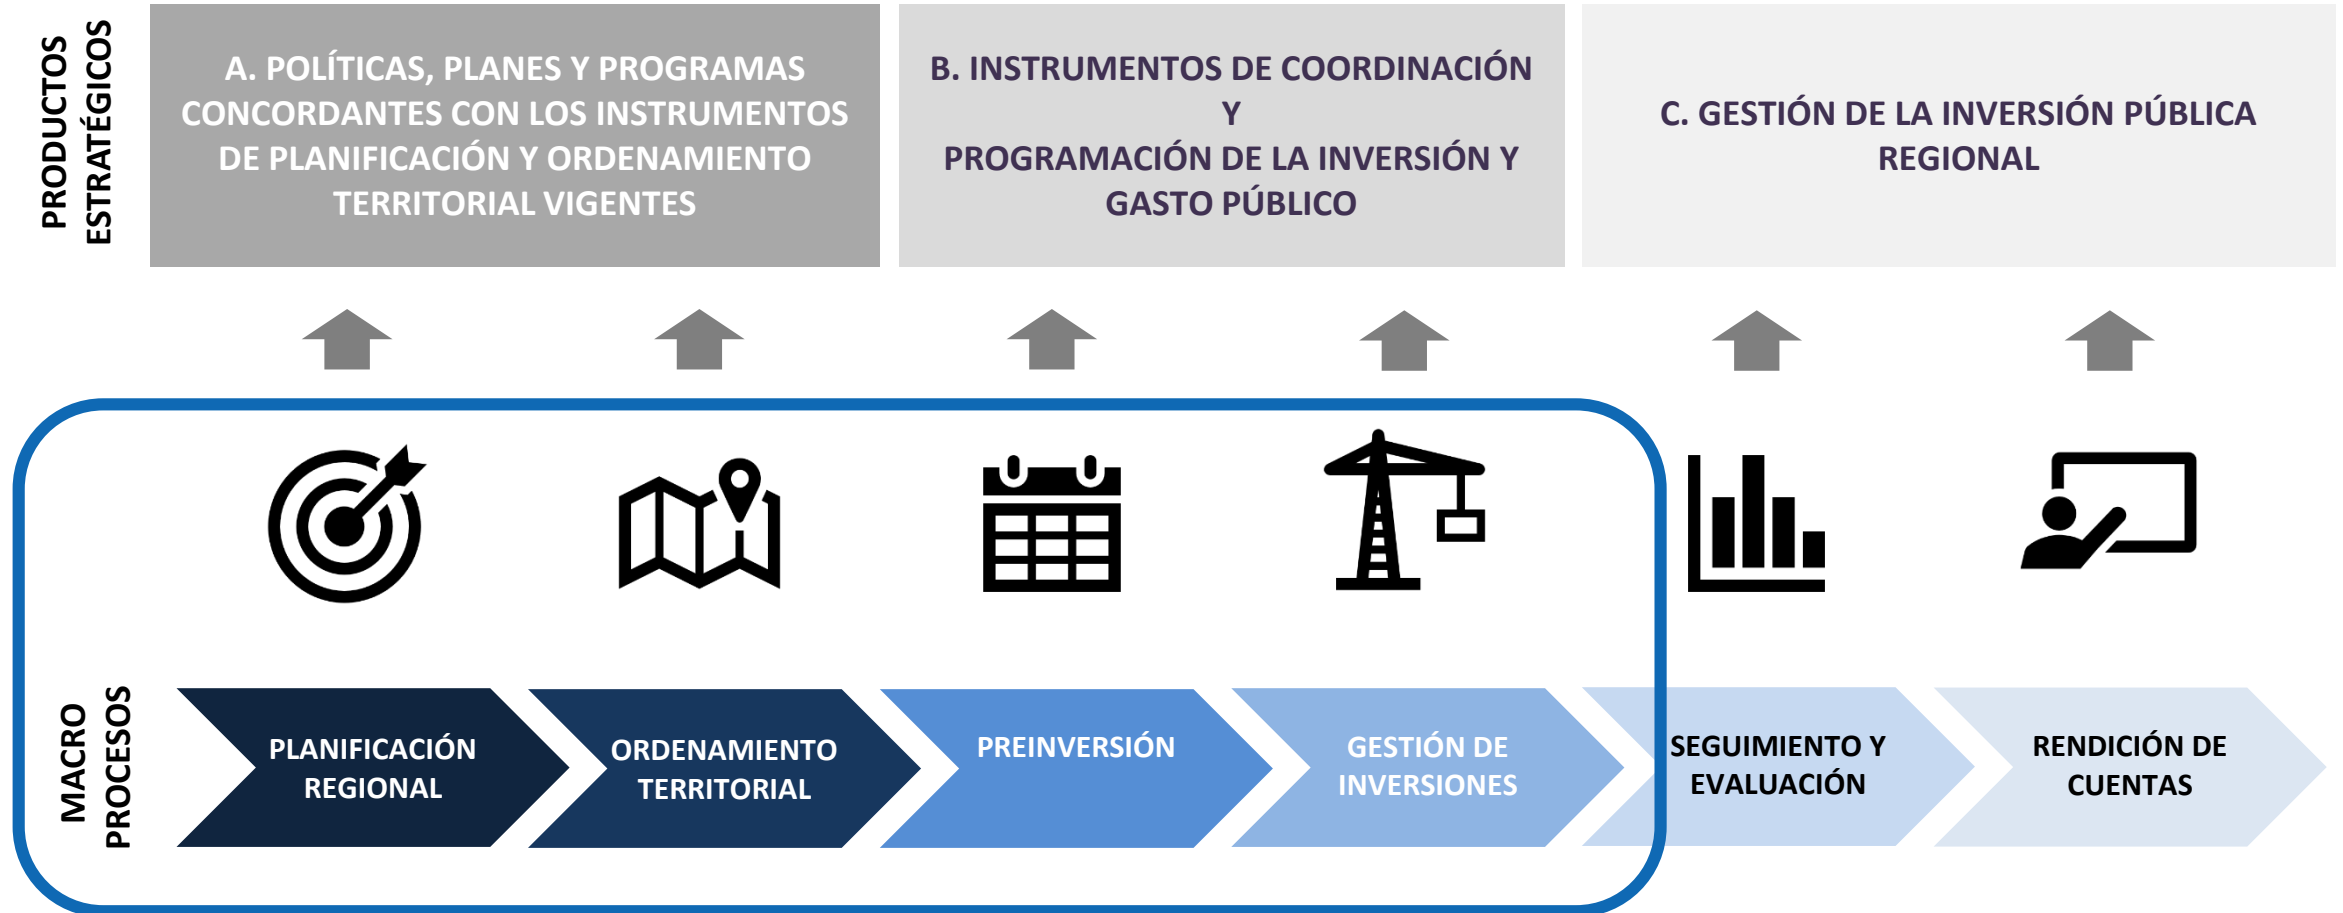 PRODUCTOS
ESTRATÉGICOS
A. POLÍTICAS, PLANES Y PROGRAMAS
CONCORDANTES CON LOS INSTRUMENTOS
DE PLANIFICACIÓN Y ORDENAMIENTO
TERRITORIAL VIGENTES
B. INSTRUMENTOS DE COORDINACIÓN
Y
PROGRAMACIÓN DE LA INVERSIÓN Y
GASTO PÚBLICO
C. GESTIÓN DE LA INVERSIÓN PÚBLICA
REGIONAL
MACRO
PROCESOS
PLANIFICACIÓN
REGIONAL
ORDENAMIENTO
TERRITORIAL
PREINVERSIÓN
GESTIÓN DE
INVERSIONES
SEGUIMIENTO Y
EVALUACIÓN
RENDICIÓN DE
CUENTAS